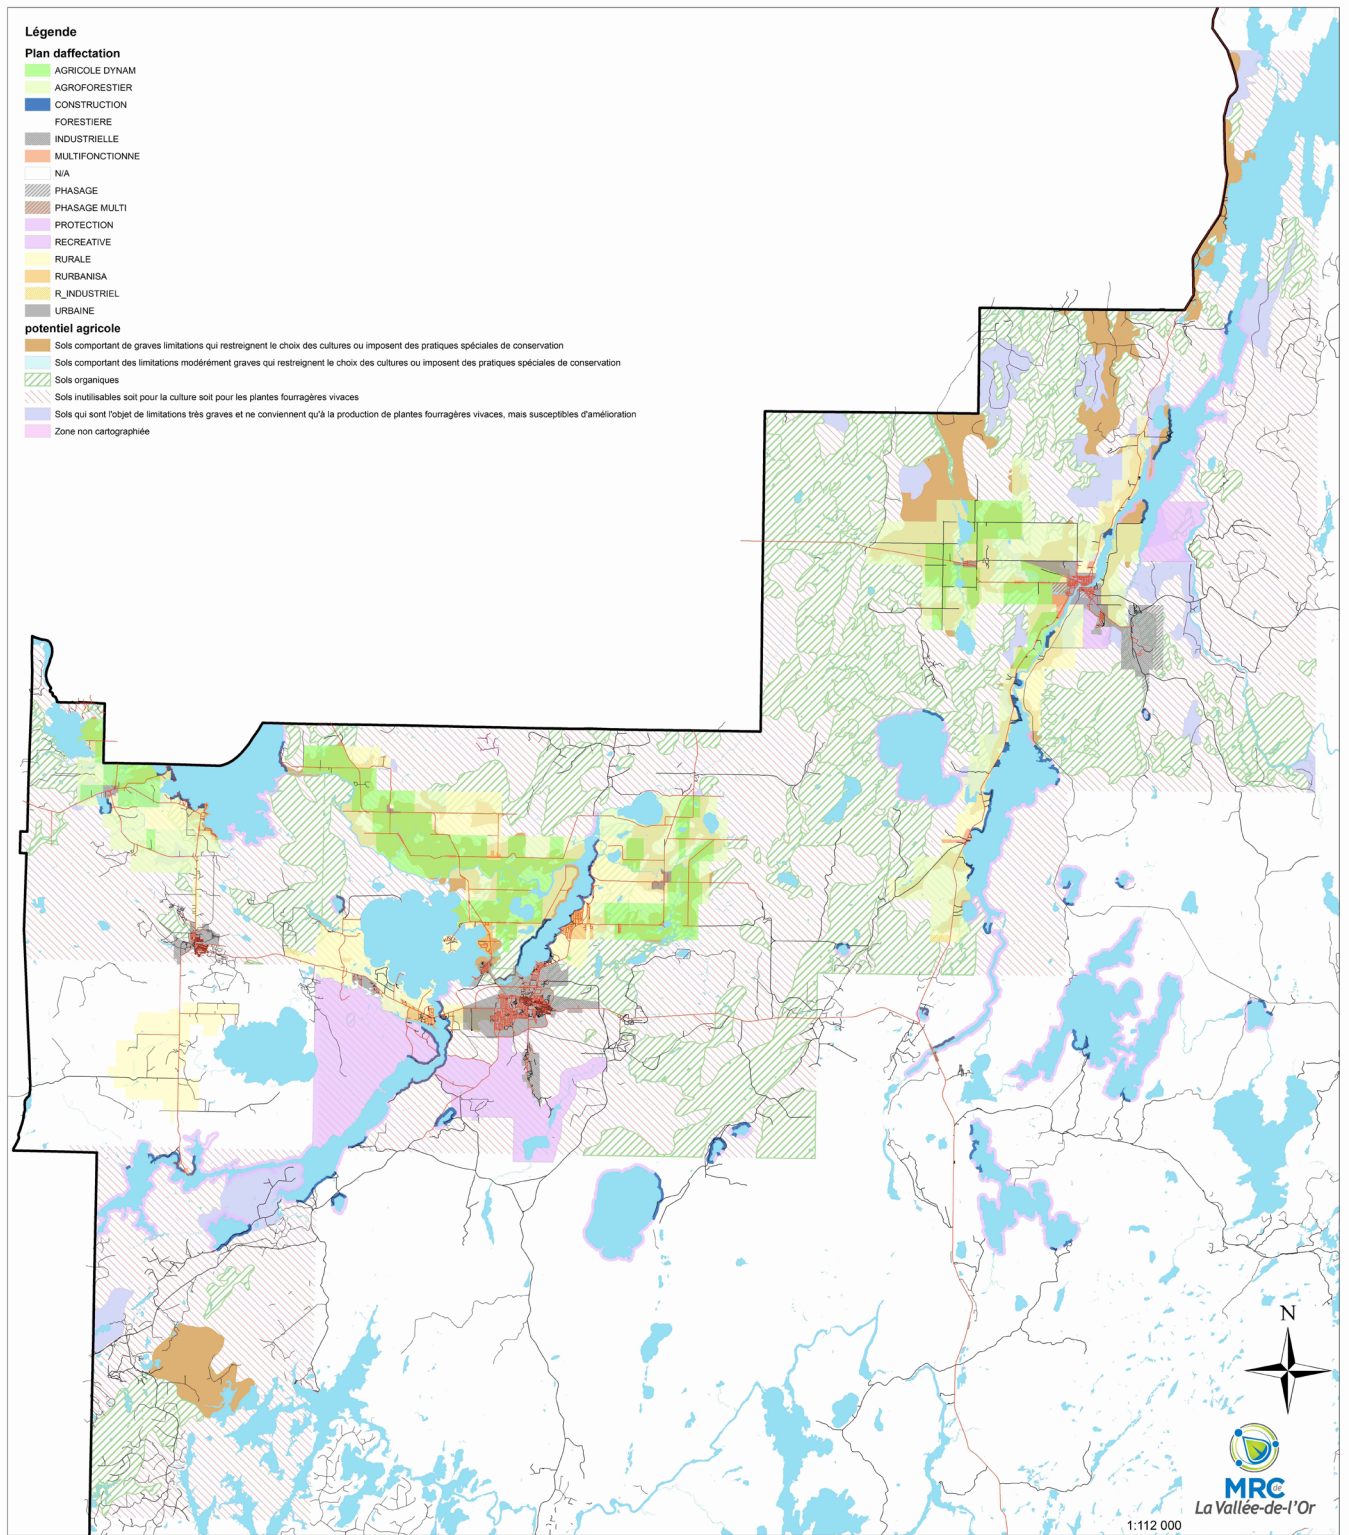 Légende
Plan daffectation
AGRICOLE DYNAM
AGROFORESTIER
CONSTRUCTION
FORESTIERE
INDUSTRIELLE
MULTIFONCTIONNE
N/A
PHASAGE
PHASAGE MULTI
PROTECTION
RECREATIVE
RURALE
RURBANISA
R_INDUSTRIEL
URBAINE
potentiel agricole
Sols comportant de graves limitations qui restreignent le choix des cultures ou imposent des pratiques spéciales de conservation
Sols comportant des limitations modérément graves qui restreignent le choix des cultures ou imposent des pratiques spéciales de conservation
Sols organiques
Sols inutilisables soit pour la culture soit pour les plantes fourragères vivaces
Sols qui sont l'objet de limitations très graves et ne conviennent qu'à la production de plantes fourragères vivaces, mais susceptibles d'amélioration
Zone non cartographiée
N
MRC de
La Vallée-de-l'Or
1:112 000